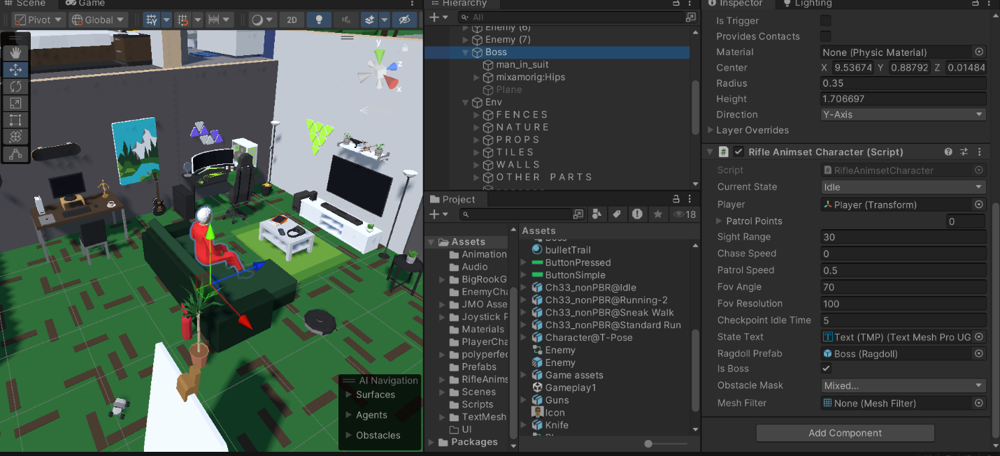 Scene Game
Pivot Global 2D
y
z
x
AI Navigation
Surfaces
Agents
Obstacles
Hierarchy
All
Enemy (6)
Enemy (7)
Boss
man_in_suit
mixamorig:Hips
Plane
Env
FENCES
NATURE
PROPS
TILES
WALLS
OTHER PARTS
Project
18
Assets
Animation
Audio
BigRookG
EnemyCha
JMO Asse
Joystick P
Materials
PlayerCha
polyperfec
Prefabs
RifleAnims
Scenes
Scripts
TextMesh
UI
Packages
Assets
bulletTrail
ButtonPressed
ButtonSimple
Ch33_nonPBR@Idle
Ch33_nonPBR@Running-2
Ch33_nonPBR@Sneak Walk
Ch33_nonPBR@Standard Run
Character@T-Pose
Enemy
Enemy
Game assets
Gameplay1
Guns
Icon
Knife
Inspector Lighting
Is Trigger
Provides Contacts
Material None (Physic Material)
Center X 9.53674 Y 0.88792 Z 0.01484
Radius 0.35
Height 1.706697
Direction Y-Axis
Layer Overrides
# Rifle Animset Character (Script)
Script RifleAnimsetCharacter
Current State Idle
Player Player (Transform)
Patrol Points 0
Sight Range 30
Chase Speed 0
Patrol Speed 0.5
Fov Angle 70
Fov Resolution 100
Checkpoint Idle Time 5
State Text Text (TMP) (Text Mesh Pro UG
Ragdoll Prefab Boss (Ragdoll)
Is Boss
Obstacle Mask Mixed...
Mesh Filter None (Mesh Filter)
Add Component